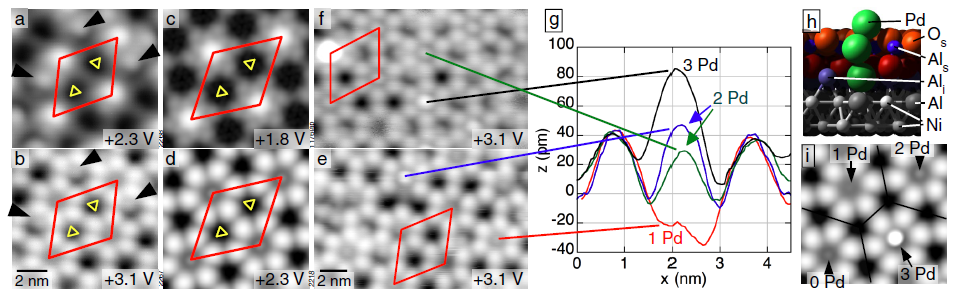 a
+2.3 V
b
2 nm
+3.1 V
c
+1.8 V
d
+2.3 V
f
+3.1 V
e
2 nm
+3.1 V
2218
g
100
80
60
40
20
0
-20
-40
z (pm)
0
1
2
3
4
x (nm)
3 Pd
2 Pd
1 Pd
h
Pd
Os
Als
Ali
Al
Ni
i
1 Pd
2 Pd
0 Pd
3 Pd